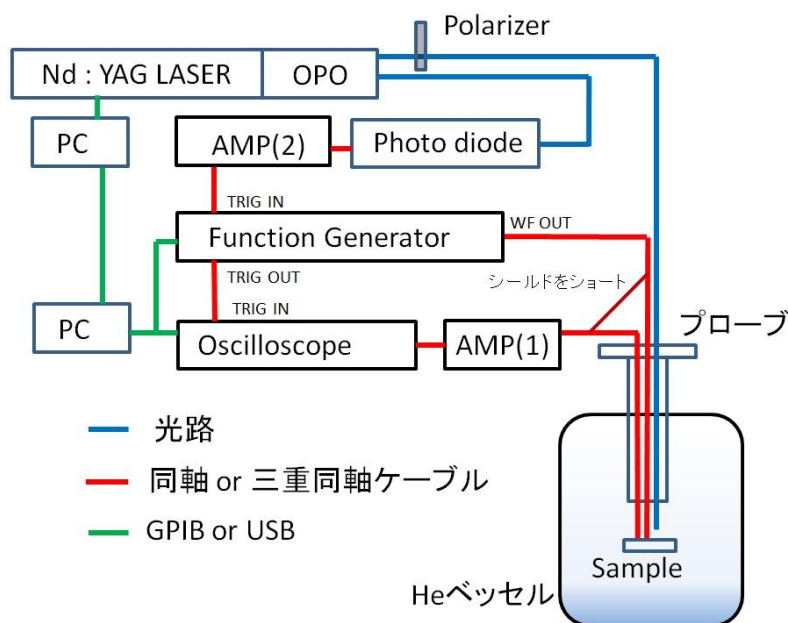 Polarizer
Nd : YAG LASER
OPO
PC
AMP(2)
Photo diode
TRIG IN
Function Generator
WF OUT
TRIG OUT
シールドをショート
TRIG IN
PC
Oscilloscope
AMP(1)
プローブ
光路
同軸 or 三重同軸ケーブル
GPIB or USB
Sample
Heベッセル